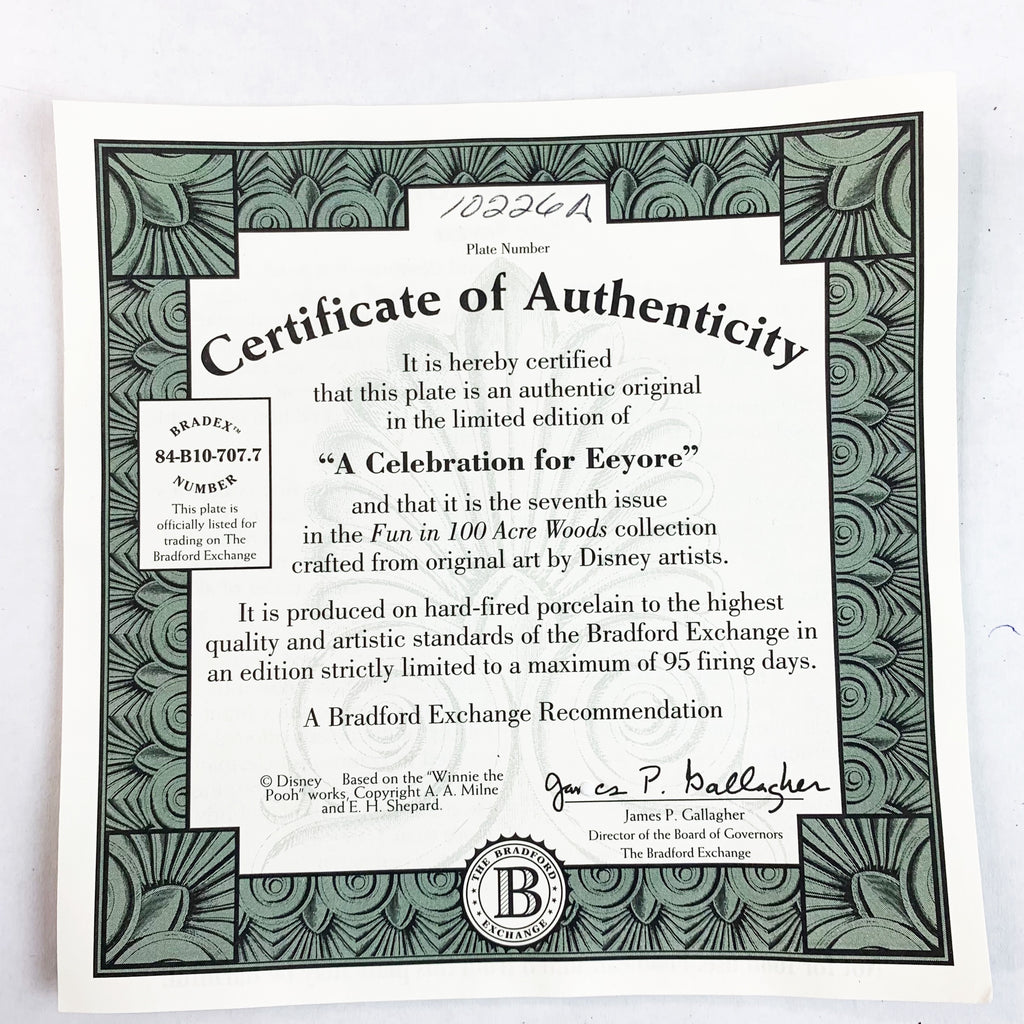 10226A
Plate Number
Certificate of Authenticity
It is hereby certified
that this plate is an authentic original
in the limited edition of
“A Celebration for Eeyore”
and that it is the seventh issue
in the Fun in 100 Acre Woods collection
crafted from original art by Disney artists.
BRADEX™
84-B10-707.7
NUMBER
This plate is
officially listed for
trading on The
Bradford Exchange
It is produced on hard-fired porcelain to the highest
quality and artistic standards of the Bradford Exchange in
an edition strictly limited to a maximum of 95 firing days.
A Bradford Exchange Recommendation
© Disney Based on the "Winnie the
Pooh" works, Copyright A. A. Milne
and E. H. Shepard.
James P. Gallagher
James P. Gallagher
Director of the Board of Governors
The Bradford Exchange
THE BRADFORD
B
EXCHANGE